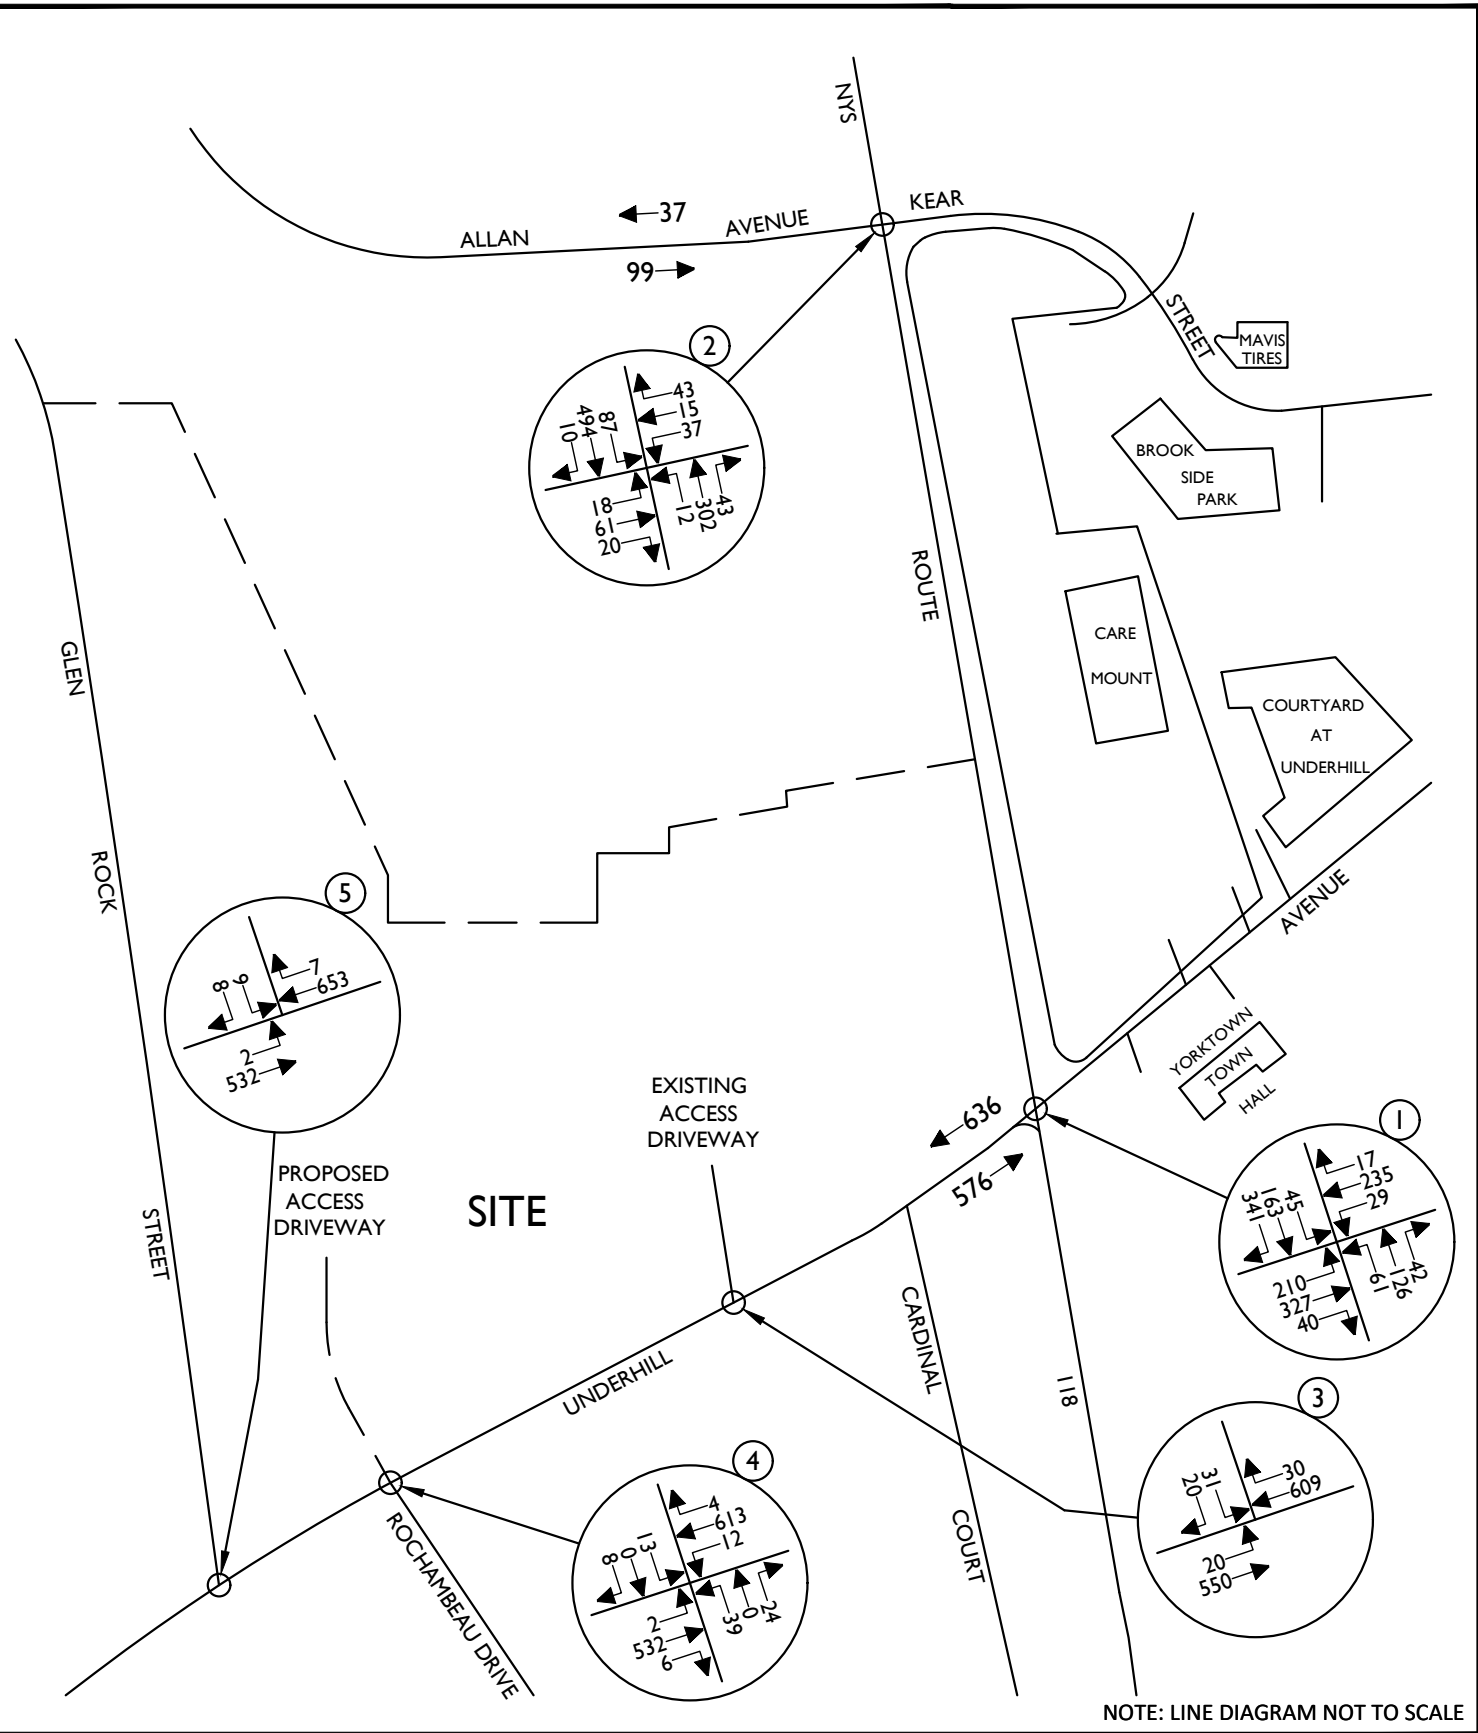 NYS
KEAR
37
AVENUE
ALLAN
99
STREET
2
MAVIS
TIRES
43
15
37
87
494
10
18
61
20
12
302
43
BROOK
SIDE
PARK
ROUTE
CARE
MOUNT
GLEN
COURTYARD
AT
UNDERHILL
ROCK
5
AVENUE
7
653
9
8
2
532
YORKTOWN
TOWN
HALL
EXISTING
ACCESS
DRIVEWAY
636
576
1
17
235
29
45
163
341
210
327
40
61
126
42
PROPOSED
ACCESS
DRIVEWAY
SITE
STREET
CARDINAL
UNDERHILL
118
3
30
609
31
20
20
550
4
4
613
12
13
0
8
2
532
6
39
0
24
ROCHAMBEAU DRIVE
COURT
NOTE: LINE DIAGRAM NOT TO SCALE